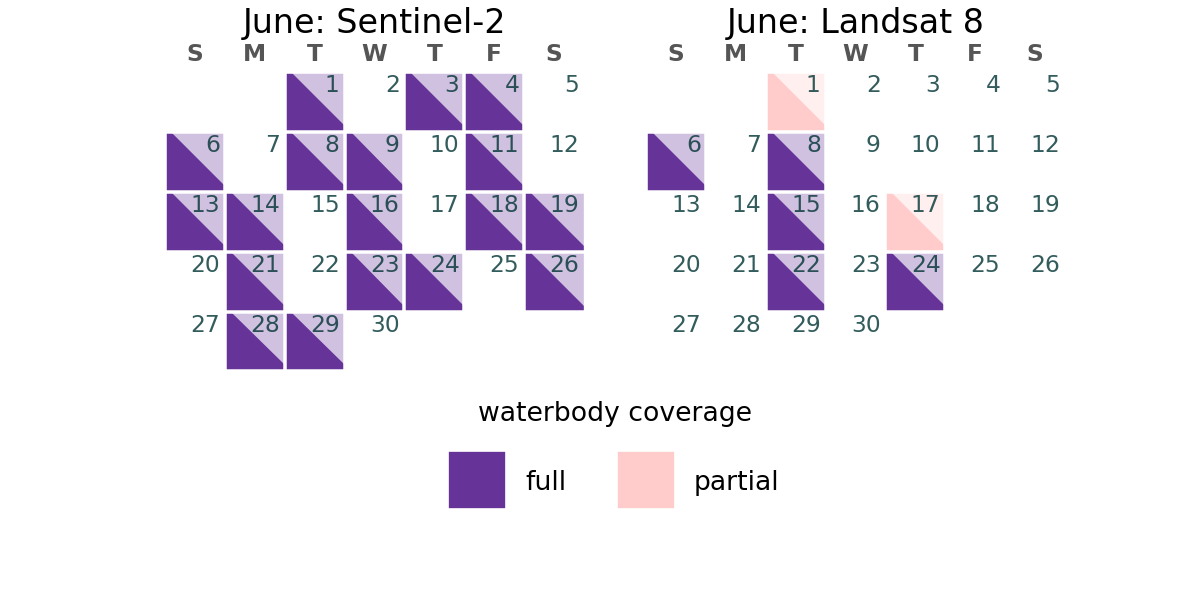 June: Sentinel-2
S M T W T F S
1 2 3 4 5
6 7 8 9 10 11 12
13 14 15 16 17 18 19
20 21 22 23 24 25 26
27 28 29 30
June: Landsat 8
S M T W T F S
1 2 3 4 5
6 7 8 9 10 11 12
13 14 15 16 17 18 19
20 21 22 23 24 25 26
27 28 29 30
waterbody coverage
full
partial